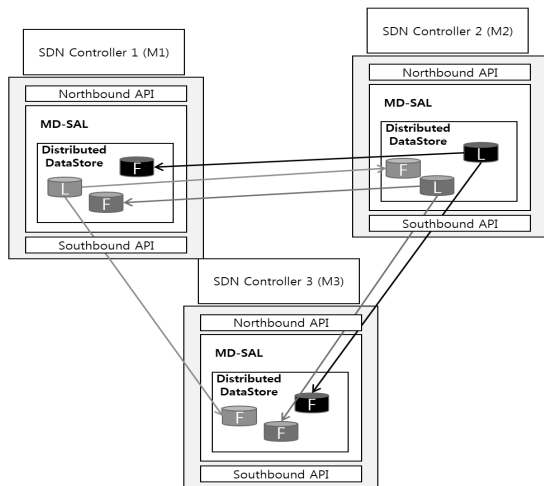 SDN Controller 1 (M1)
Northbound API
MD-SAL
Distributed
DataStore
F
L
F
Southbound API
SDN Controller 2 (M2)
Northbound API
MD-SAL
Distributed
DataStore
L
F
L
Southbound API
SDN Controller 3 (M3)
Northbound API
MD-SAL
Distributed
DataStore
F
F
F
Southbound API